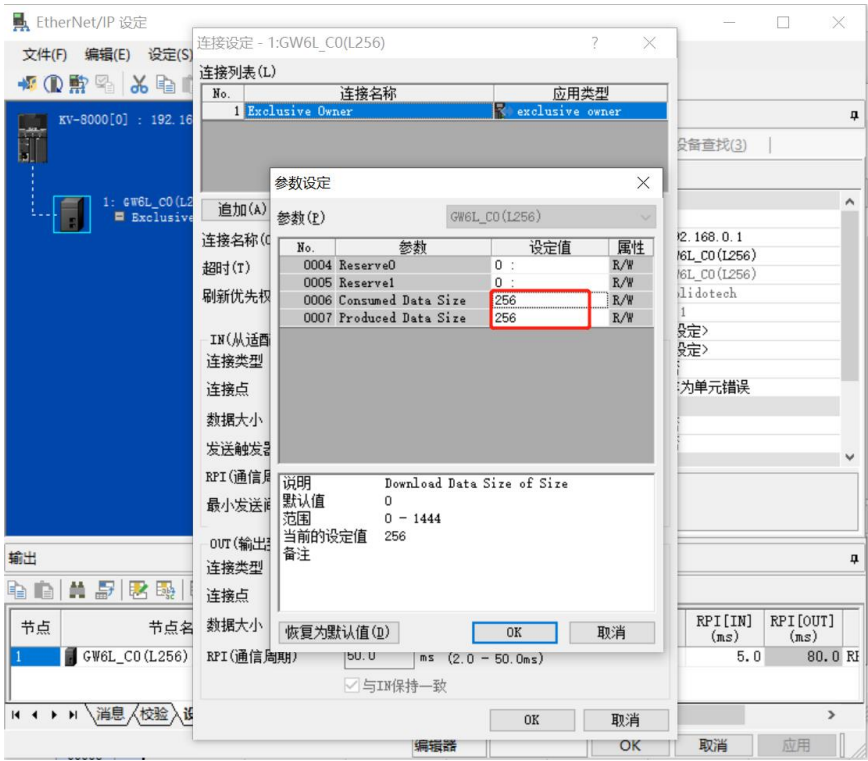 EtherNet/IP 设定
文件(F) 编辑(E) 设定(S)
KV-8000[0] : 192.16
1: GW6L_C0(L2
Exclusive
连接设定 - 1:GW6L_C0(L256)
连接列表(L)
No. 连接名称 应用类型
1 Exclusive Owner exclusive owner
追加(A)
连接名称(
超时(T)
刷新优先权
IN(从适配
连接类型
连接点
数据大小
发送触发器
RPI(通信周
最小发送间
OUT(输出至
连接类型
连接点
数据大小
RPI(通信周期) 50.0 ms (2.0 - 50.0ms)
与IN保持一致
OK 取消
参数设定
参数(P) GW6L_C0(L256)
No. 参数 设定值 属性
0004 Reserve0 0 : R/W
0005 Reserve1 0 : R/W
0006 Consumed Data Size 256 R/W
0007 Produced Data Size 256 R/W
说明 Download Data Size of Size
默认值 0
范围 0 - 1444
当前的设定值 256
备注
恢复为默认值(D) OK 取消
设备查找(3)
92.168.0.1
W6L_C0(L256)
W6L_C0(L256)
olidotech
1
设定>
设定>
为单元错误
输出
节点 节点名 RPI[IN] (ms) RPI[OUT] (ms)
1 GW6L_C0(L256) 5.0 80.0 RE
消息 校验 设
编辑器 OK 取消 应用